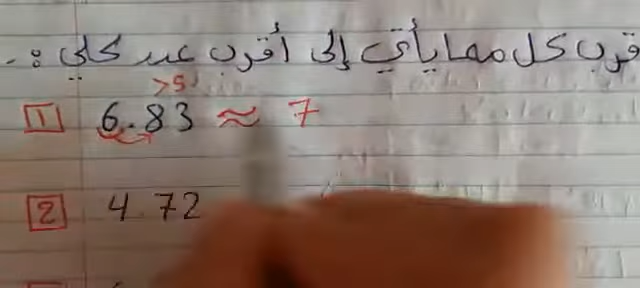 قرب كل مما يأتي إلى أقرب عدد كلي :-
>5
1 6.83 ≈ 7
2 4.72